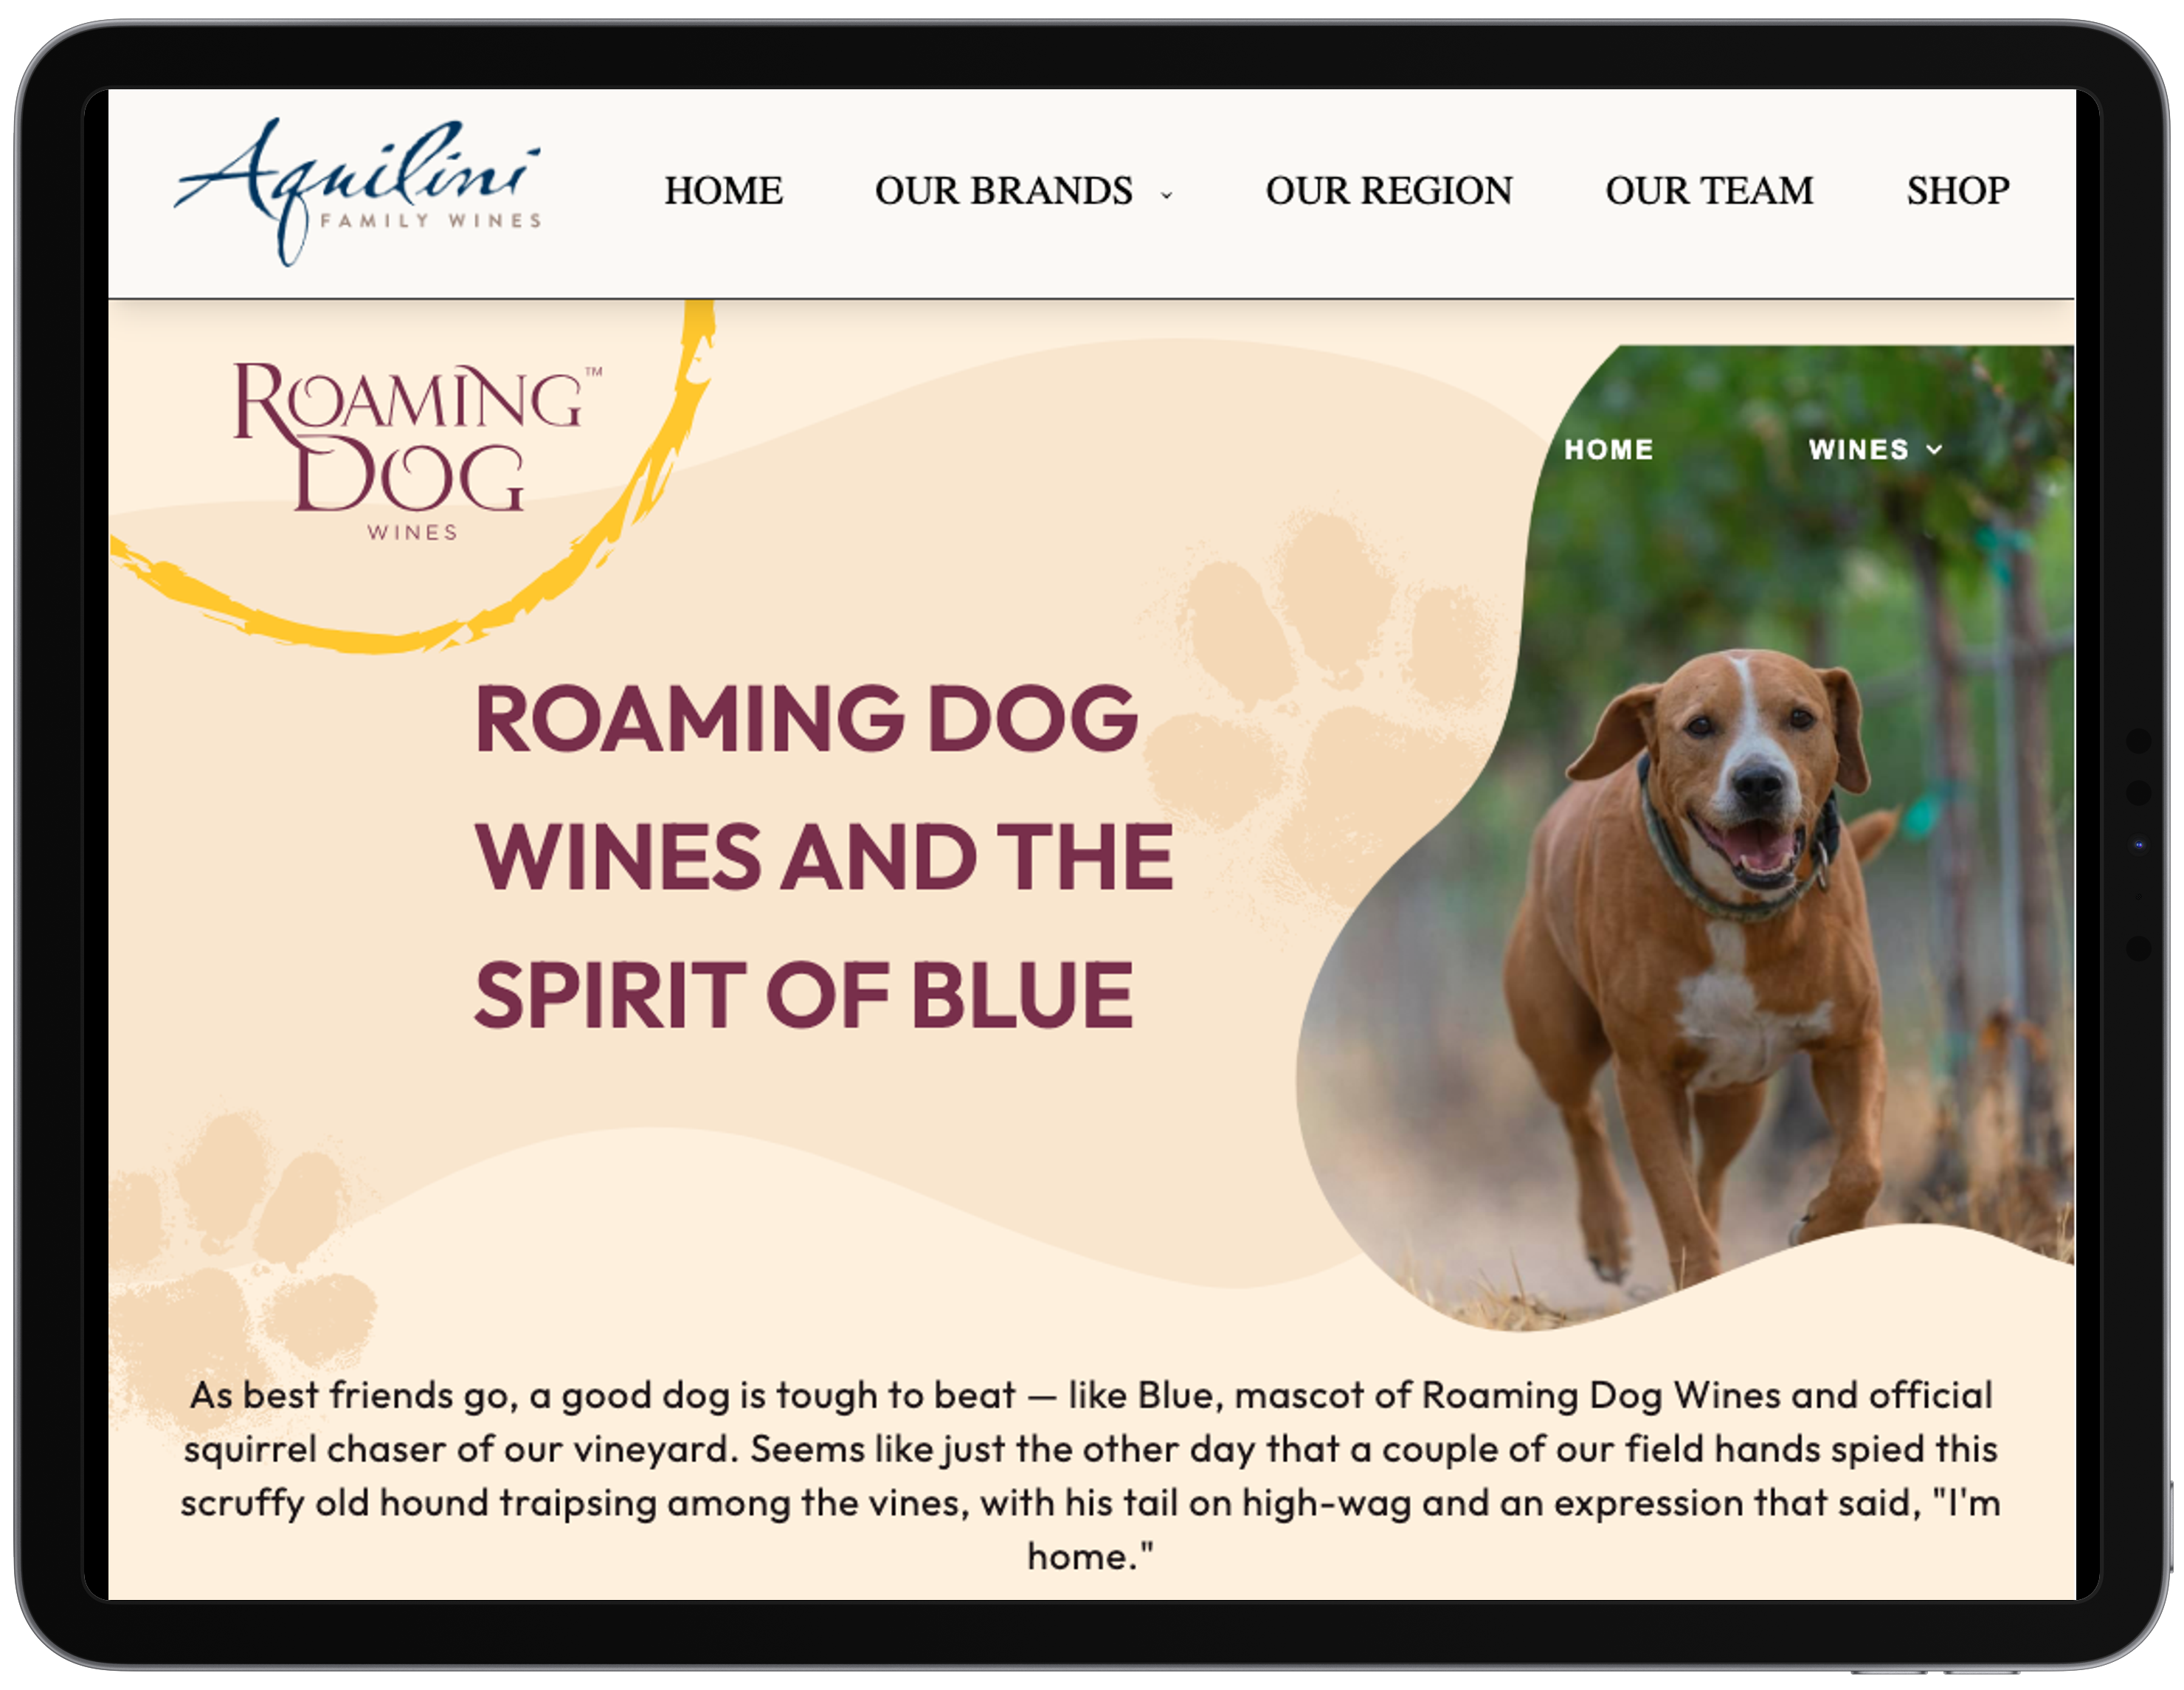 Aquilini
FAMILY WINES
HOME
OUR BRANDS
OUR REGION
OUR TEAM
SHOP
ROAMING™
DOG
WINES
HOME
WINES
ROAMING DOG
WINES AND THE
SPIRIT OF BLUE
As best friends go, a good dog is tough to beat — like Blue, mascot of Roaming Dog Wines and official
squirrel chaser of our vineyard. Seems like just the other day that a couple of our field hands spied this
scruffy old hound traipsing among the vines, with his tail on high-wag and an expression that said, "I'm
home."